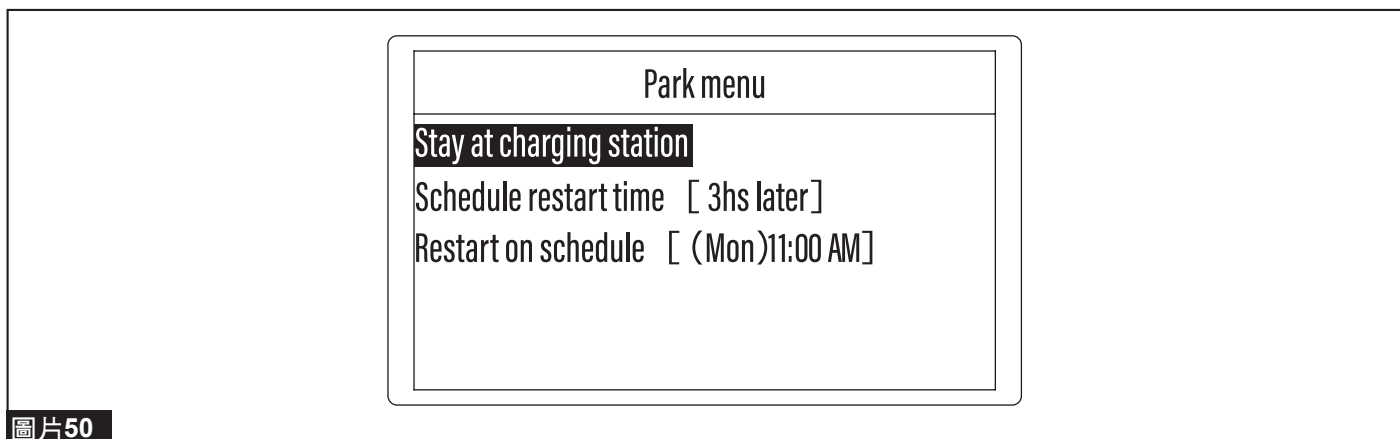 Park menu
Stay at charging station
Schedule restart time [ 3hs later]
Restart on schedule [ (Mon)11:00 AM]
圖片50